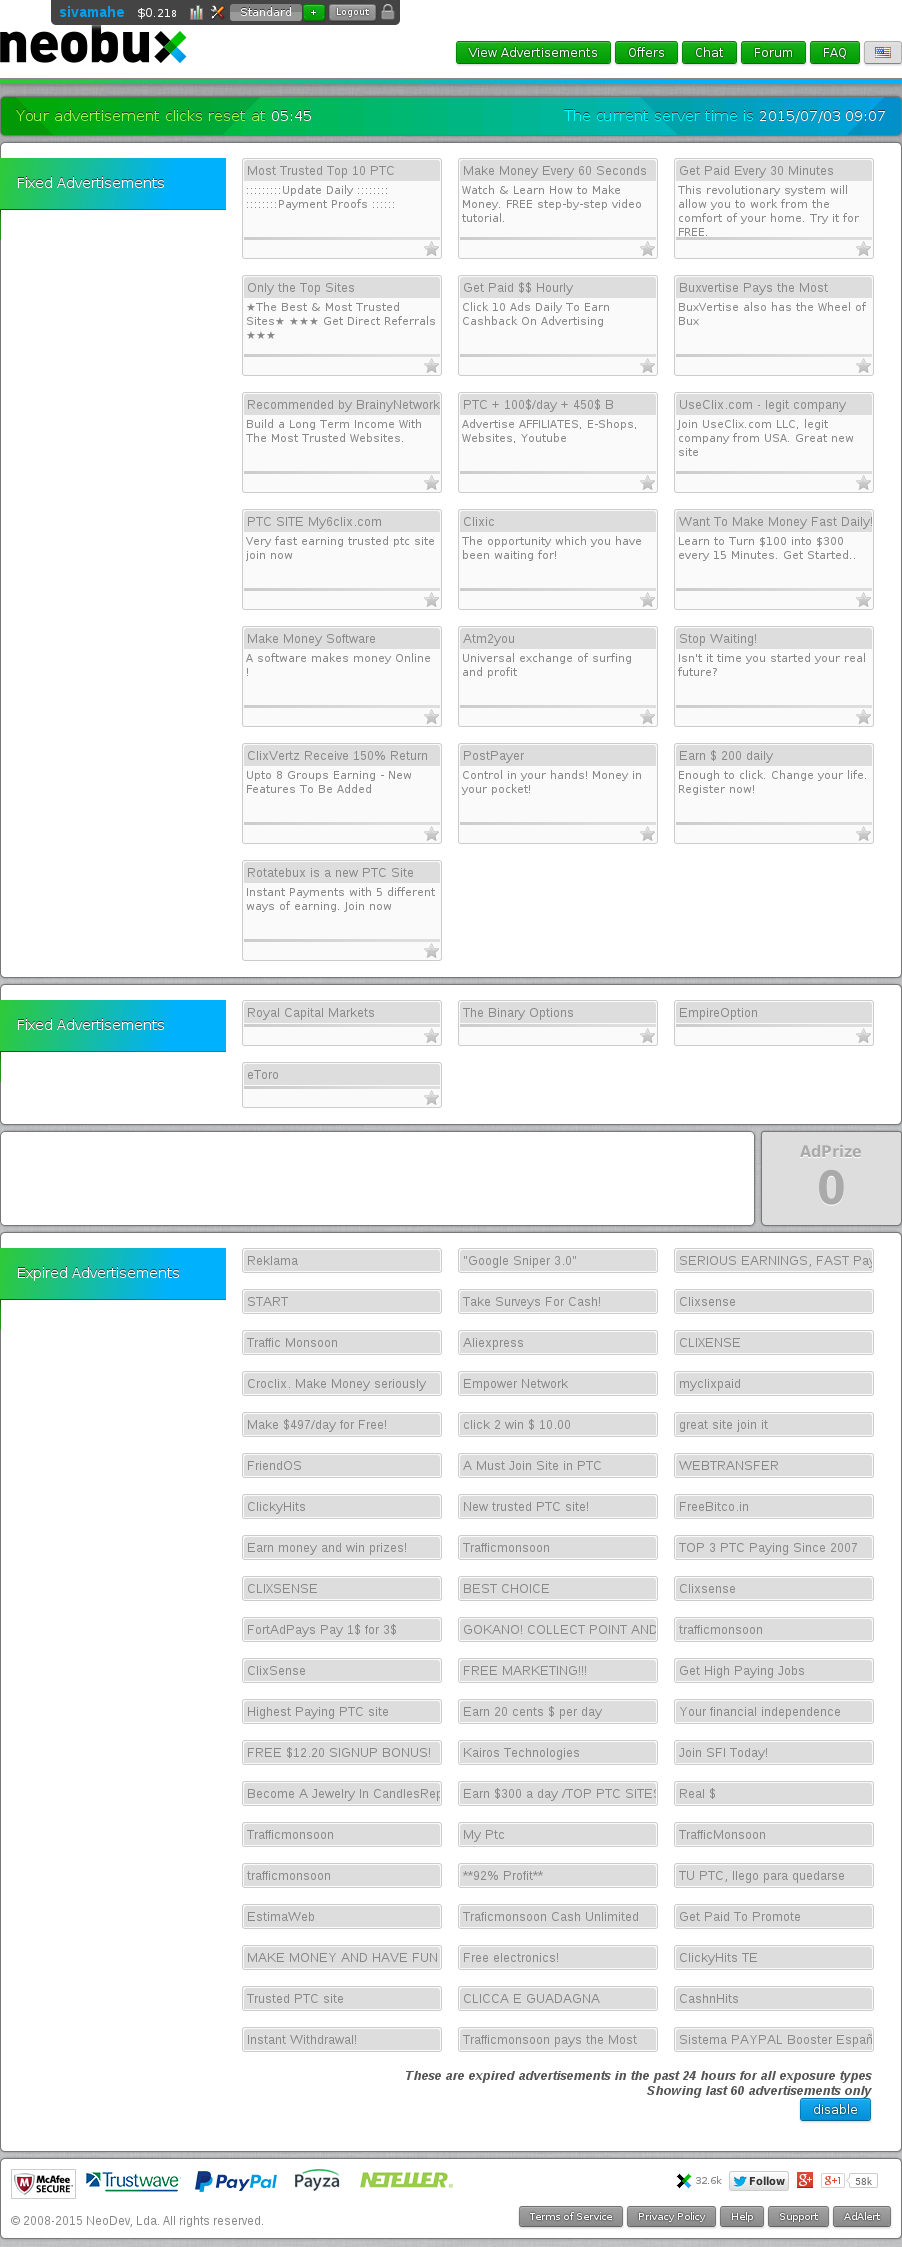 sivamahe $0.218 Standard + Logout
neobux
View Advertisements Offers Chat Forum FAQ
Your advertisement clicks reset at 05:45 The current server time is 2015/07/03 09:07
Fixed Advertisements
Most Trusted Top 10 PTC
:::::::::Update Daily ::::::::
::::::::Payment Proofs ::::::
Make Money Every 60 Seconds
Watch & Learn How to Make
Money. FREE step-by-step video
tutorial.
Get Paid Every 30 Minutes
This revolutionary system will
allow you to work from the
comfort of your home. Try it for
FREE.
Only the Top Sites
★The Best & Most Trusted
Sites★ ★★★ Get Direct Referrals
★★★
Get Paid $$ Hourly
Click 10 Ads Daily To Earn
Cashback On Advertising
Buxvertise Pays the Most
BuxVertise also has the Wheel of
Bux
Recommended by BrainyNetwork
Build a Long Term Income With
The Most Trusted Websites.
PTC + 100$/day + 450$ B
Advertise AFFILIATES, E-Shops,
Websites, Youtube
UseClix.com - legit company
Join UseClix.com LLC, legit
company from USA. Great new
site
PTC SITE My6clix.com
Very fast earning trusted ptc site
join now
Clixic
The opportunity which you have
been waiting for!
Want To Make Money Fast Daily!
Learn to Turn $100 into $300
every 15 Minutes. Get Started..
Make Money Software
A software makes money Online
!
Atm2you
Universal exchange of surfing
and profit
Stop Waiting!
Isn't it time you started your real
future?
ClixVertz Receive 150% Return
Upto 8 Groups Earning - New
Features To Be Added
PostPayer
Control in your hands! Money in
your pocket!
Earn $ 200 daily
Enough to click. Change your life.
Register now!
Rotatebux is a new PTC Site
Instant Payments with 5 different
ways of earning. Join now
Fixed Advertisements
Royal Capital Markets
The Binary Options
EmpireOption
eToro
AdPrize
0
Expired Advertisements
Reklama
"Google Sniper 3.0"
SERIOUS EARNINGS, FAST Pay
START
Take Surveys For Cash!
Clixsense
Traffic Monsoon
Aliexpress
CLIXENSE
Croclix. Make Money seriously
Empower Network
myclixpaid
Make $497/day for Free!
click 2 win $ 10.00
great site join it
FriendOS
A Must Join Site in PTC
WEBTRANSFER
ClickyHits
New trusted PTC site!
FreeBitco.in
Earn money and win prizes!
Trafficmonsoon
TOP 3 PTC Paying Since 2007
CLIXSENSE
BEST CHOICE
Clixsense
FortAdPays Pay 1$ for 3$
GOKANO! COLLECT POINT AND
trafficmonsoon
ClixSense
FREE MARKETING!!!
Get High Paying Jobs
Highest Paying PTC site
Earn 20 cents $ per day
Your financial independence
FREE $12.20 SIGNUP BONUS!
Kairos Technologies
Join SFI Today!
Become A Jewelry In CandlesRep
Earn $300 a day /TOP PTC SITES
Real $
Trafficmonsoon
My Ptc
TrafficMonsoon
trafficmonsoon
**92% Profit**
TU PTC, llego para quedarse
EstimaWeb
Traficmonsoon Cash Unlimited
Get Paid To Promote
MAKE MONEY AND HAVE FUN
Free electronics!
ClickyHits TE
Trusted PTC site
CLICCA E GUADAGNA
CashnHits
Instant Withdrawal!
Trafficmonsoon pays the Most
Sistema PAYPAL Booster Españ
These are expired advertisements in the past 24 hours for all exposure types
Showing last 60 advertisements only
disable
McAfee SECURE Trustwave PayPal Payza NETELLER 32.6k Follow g+ g+1 58k
© 2008-2015 NeoDev, Lda. All rights reserved.
Terms of Service Privacy Policy Help Support AdAlert